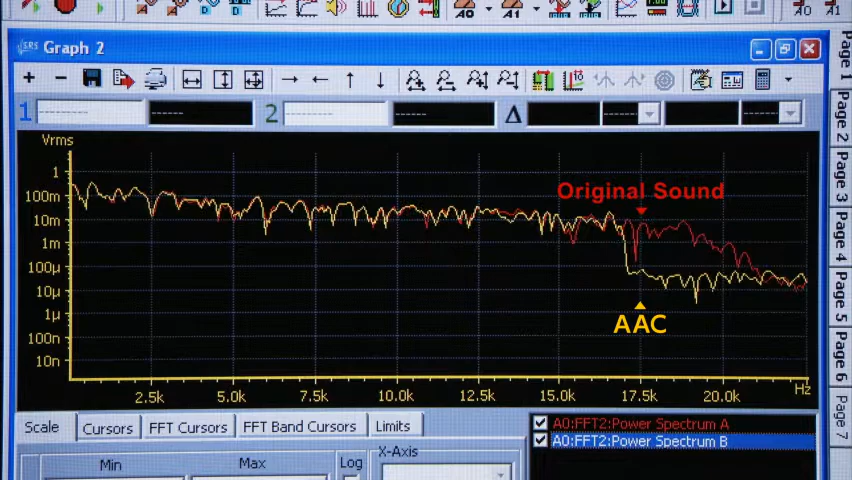 A0
A1
A0
A1
SRS Graph 2
1 ------ ------ 2 ------ ------ Δ ------ ------
Vrms
1
100m
10m
1m
100µ
10µ
1µ
100n
10n
Original Sound
AAC
2.5k 5.0k 7.5k 10.0k 12.5k 15.0k 17.5k 20.0k Hz
Scale Cursors FFT Cursors FFT Band Cursors Limits
Min Max Log X-Axis
A0:FFT2:Power Spectrum A
A0:FFT2:Power Spectrum B
Page 1
Page 2
Page 3
Page 4
Page 5
Page 6
Page 7